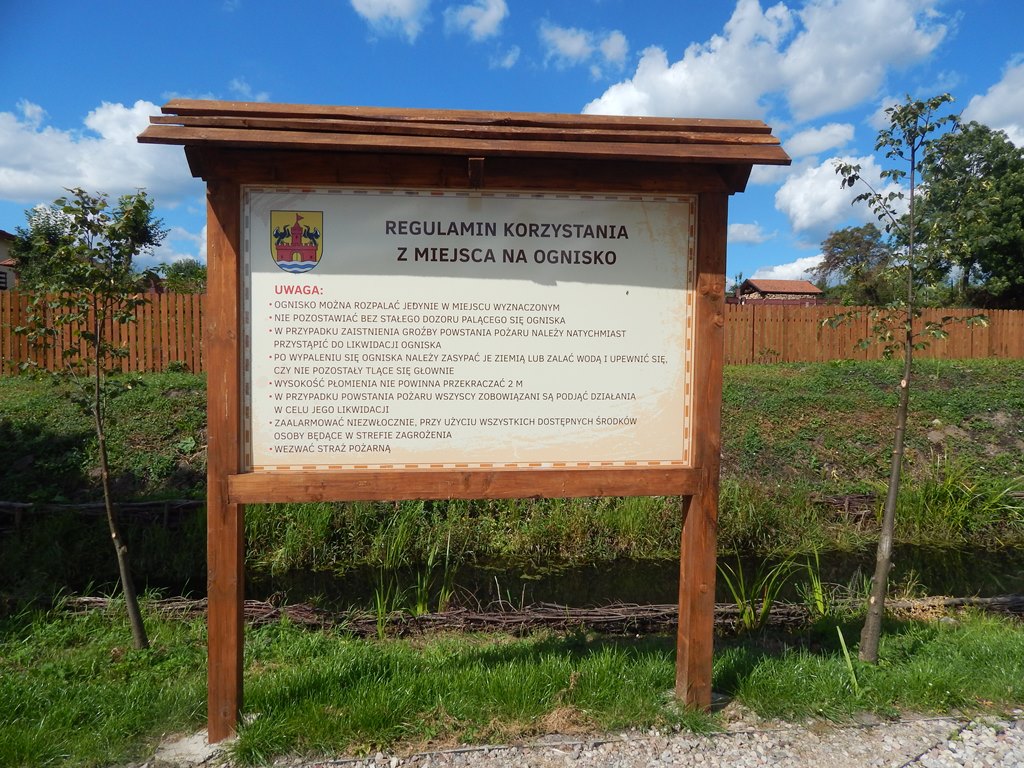 REGULAMIN KORZYSTANIA
Z MIEJSCA NA OGNISKO
UWAGA:
• OGNISKO MOŻNA ROZPALAĆ JEDYNIE W MIEJSCU WYZNACZONYM
• NIE POZOSTAWIAĆ BEZ STAŁEGO DOZORU PALĄCEGO SIĘ OGNISKA
• W PRZYPADKU ZAISTNIENIA GROŹBY POWSTANIA POŻARU NALEŻY NATYCHMIAST
PRZYSTĄPIĆ DO LIKWIDACJI OGNISKA
• PO WYPALENIU SIĘ OGNISKA NALEŻY ZASYPAĆ JE ZIEMIĄ LUB ZALAĆ WODĄ I UPEWNIĆ SIĘ,
CZY NIE POZOSTAŁY TLĄCE SIĘ GŁOWNIE
• WYSOKOŚĆ PŁOMIENIA NIE POWINNA PRZEKRACZAĆ 2 M
• W PRZYPADKU POWSTANIA POŻARU WSZYSCY ZOBOWIĄZANI SĄ PODJĄĆ DZIAŁANIA
W CELU JEGO LIKWIDACJI
• ZAALARMOWAĆ NIEZWŁOCZNIE, PRZY UŻYCIU WSZYSTKICH DOSTĘPNYCH ŚRODKÓW
OSOBY BĘDĄCE W STREFIE ZAGROŻENIA
• WEZWAĆ STRAŻ POŻARNĄ